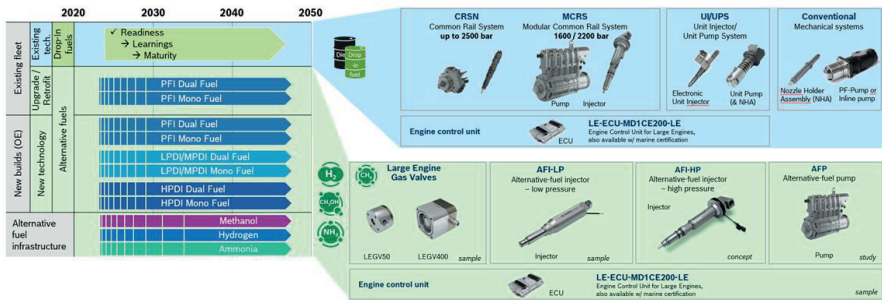 2020
2030
2040
2050
Existing fleet
Existing tech.
Drop-in fuels
✓ Readiness
→ Learnings
→ Maturity
Upgrade / Retrofit
Alternative fuels
PFI Dual Fuel
PFI Mono Fuel
New builds (OE)
New technology
PFI Dual Fuel
PFI Mono Fuel
LPDI/MPDI Dual Fuel
LPDI/MPDI Mono Fuel
HPDI Dual Fuel
HPDI Mono Fuel
Alternative
fuel
infrastructure
Methanol
Hydrogen
Ammonia
Die
Drop
-in
fuel
CRSN
Common Rail System
up to 2500 bar
MCRS
Modular Common Rail System
1600 / 2200 bar
Pump
Injector
UI/UPS
Unit Injector/
Unit Pump System
Electronic
Unit Injector
Unit Pump
(& NHA)
Conventional
Mechanical systems
Nozzle Holder
Assembly (NHA)
PF-Pump or
Inline pump
Engine control unit
ECU
LE-ECU-MD1CE200-LE
Engine Control Unit for Large Engines,
also available w/ marine certification
H₂
CH₄
CH₃OH
NH₃
Large Engine
Gas Valves
LEGV50
LEGV400
sample
AFI-LP
Alternative-fuel injector
– low pressure
Injector
sample
AFI-HP
Alternative-fuel injector
– high pressure
Injector
concept
AFP
Alternative-fuel pump
Pump
study
Engine control unit
ECU
LE-ECU-MD1CE200-LE
Engine Control Unit for Large Engines,
also available w/ marine certification
sample